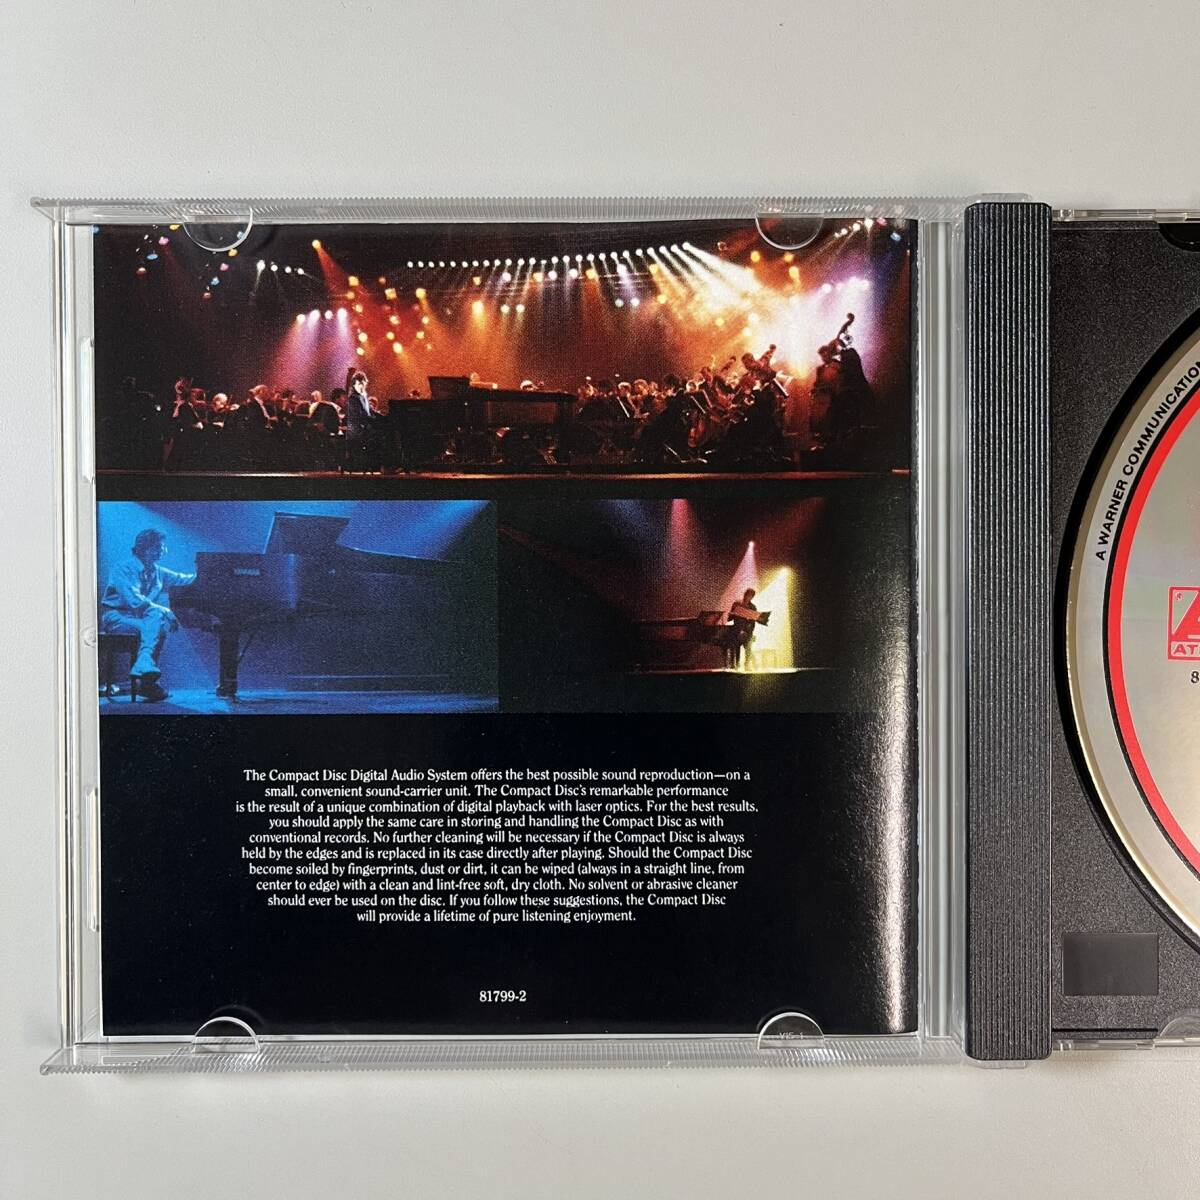 YAMAHA
The Compact Disc Digital Audio System offers the best possible sound reproduction—on a
small, convenient sound-carrier unit. The Compact Disc's remarkable performance
is the result of a unique combination of digital playback with laser optics. For the best results,
you should apply the same care in storing and handling the Compact Disc as with
conventional records. No further cleaning will be necessary if the Compact Disc is always
held by the edges and is replaced in its case directly after playing. Should the Compact Disc
become soiled by fingerprints, dust or dirt, it can be wiped (always in a straight line, from
center to edge) with a clean and lint-free soft, dry cloth. No solvent or abrasive cleaner
should ever be used on the disc. If you follow these suggestions, the Compact Disc
will provide a lifetime of pure listening enjoyment.
81799-2
A WARNER COMMUNICATION
AT
8